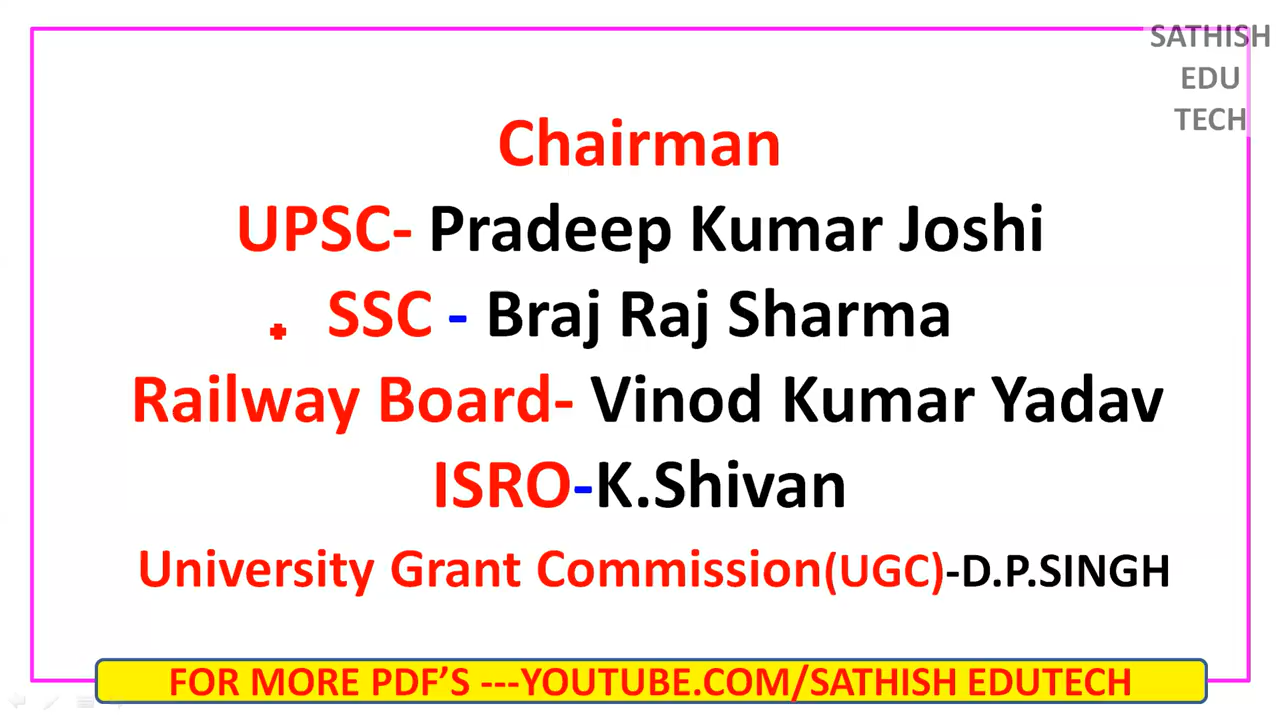 SATHISH
EDU
TECH
Chairman
UPSC- Pradeep Kumar Joshi
SSC - Braj Raj Sharma
Railway Board- Vinod Kumar Yadav
ISRO-K.Shivan
University Grant Commission(UGC)-D.P.SINGH
FOR MORE PDF’S ---YOUTUBE.COM/SATHISH EDUTECH